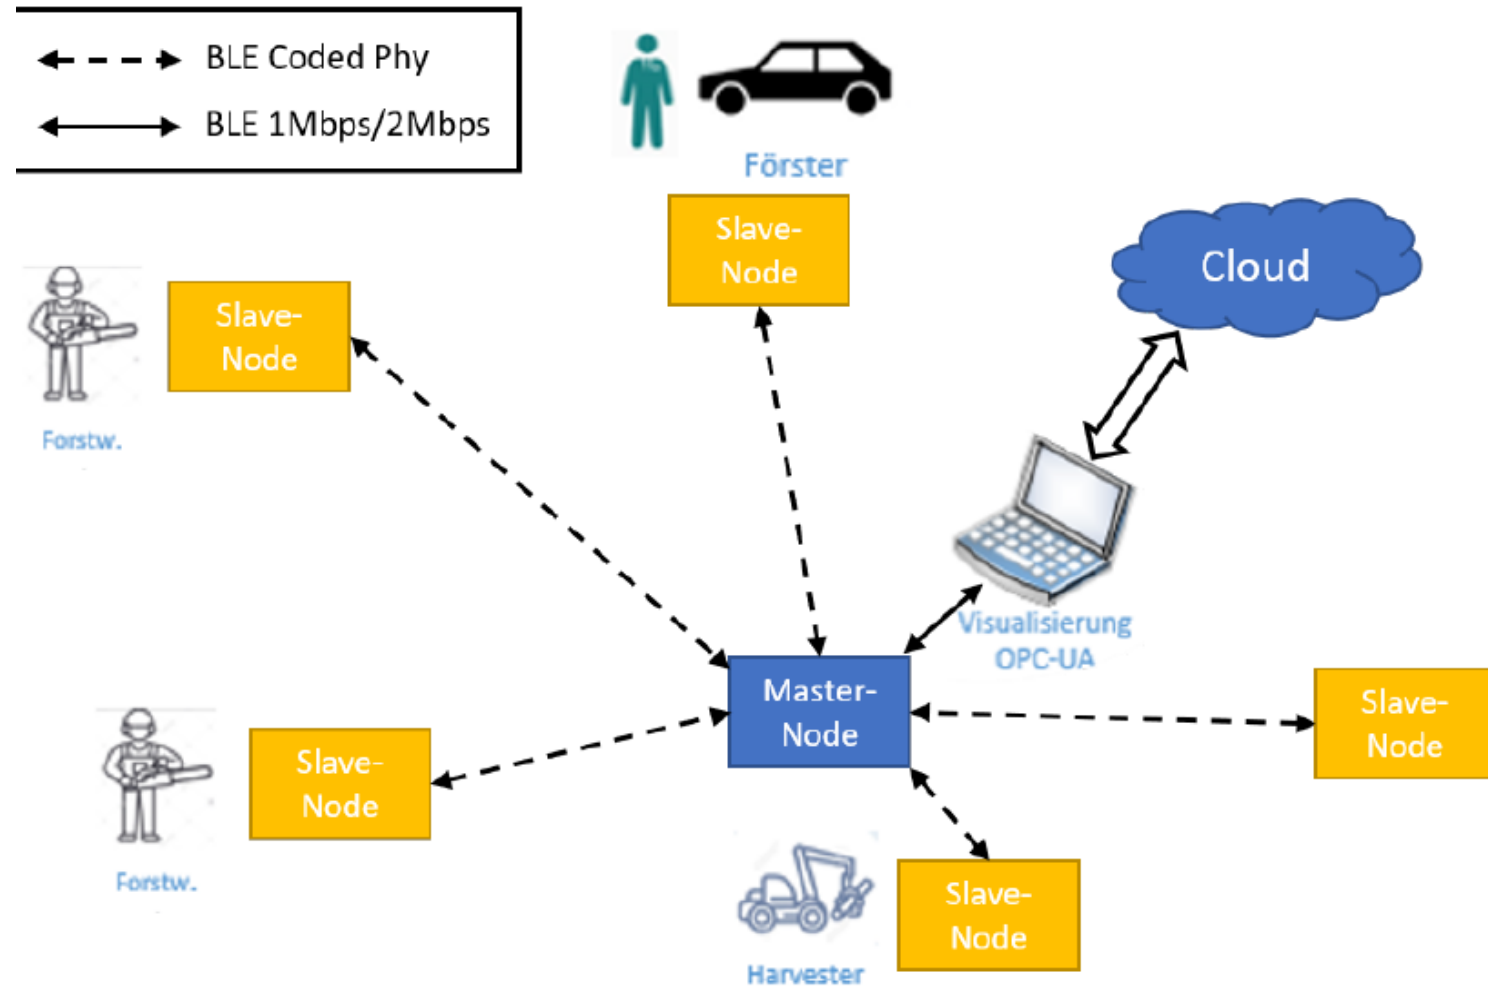 BLE Coded Phy
BLE 1Mbps/2Mbps
Förster
Slave-
Node
Cloud
Slave-
Node
Forstw.
Visualisierung
OPC-UA
Master-
Node
Slave-
Node
Slave-
Node
Forstw.
Slave-
Node
Harvester